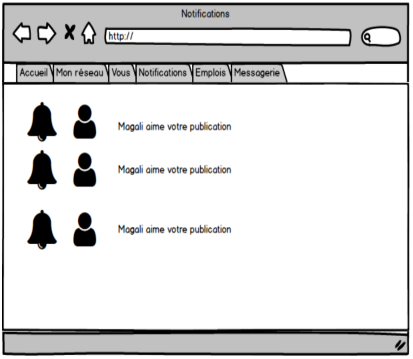 Notifications
http://
Accueil Mon réseau Vous Notifications Emplois Messagerie
Magali aime votre publication
Magali aime votre publication
Magali aime votre publication